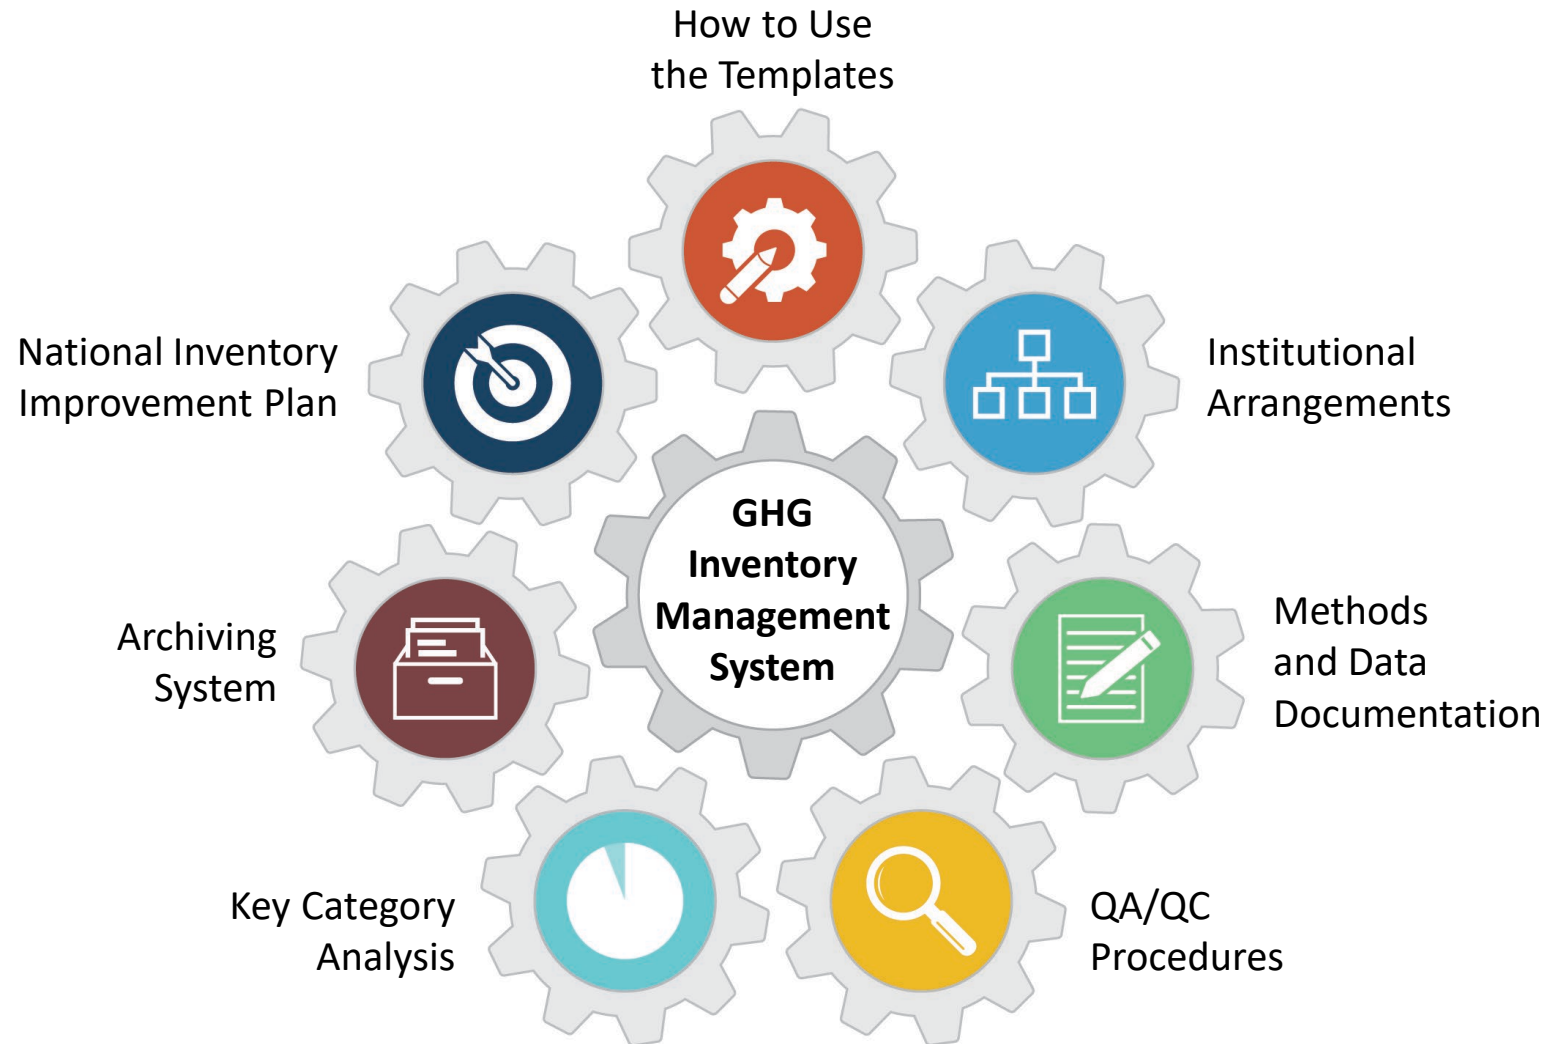 How to Use
the Templates
National Inventory
Improvement Plan
Institutional
Arrangements
GHG
Inventory
Management
System
Archiving
System
Methods
and Data
Documentation
Key Category
Analysis
QA/QC
Procedures